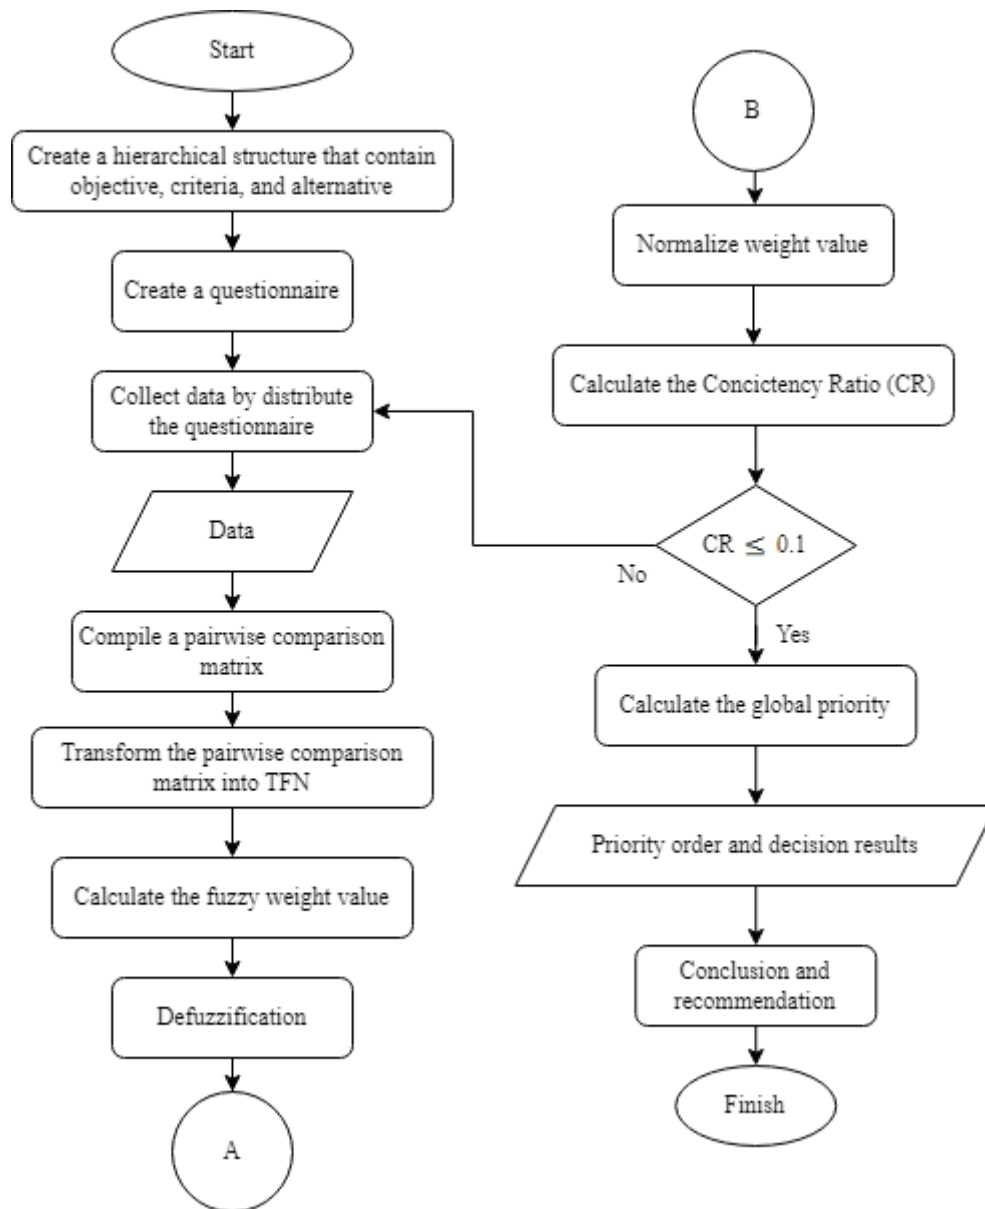 Start
Create a hierarchical structure that contain
objective, criteria, and alternative
Create a questionnaire
Collect data by distribute
the questionnaire
Data
Compile a pairwise comparison
matrix
Transform the pairwise comparison
matrix into TFN
Calculate the fuzzy weight value
Defuzzification
A
B
Normalize weight value
Calculate the Concictency Ratio (CR)
CR ≤ 0.1
No
Yes
Calculate the global priority
Priority order and decision results
Conclusion and
recommendation
Finish